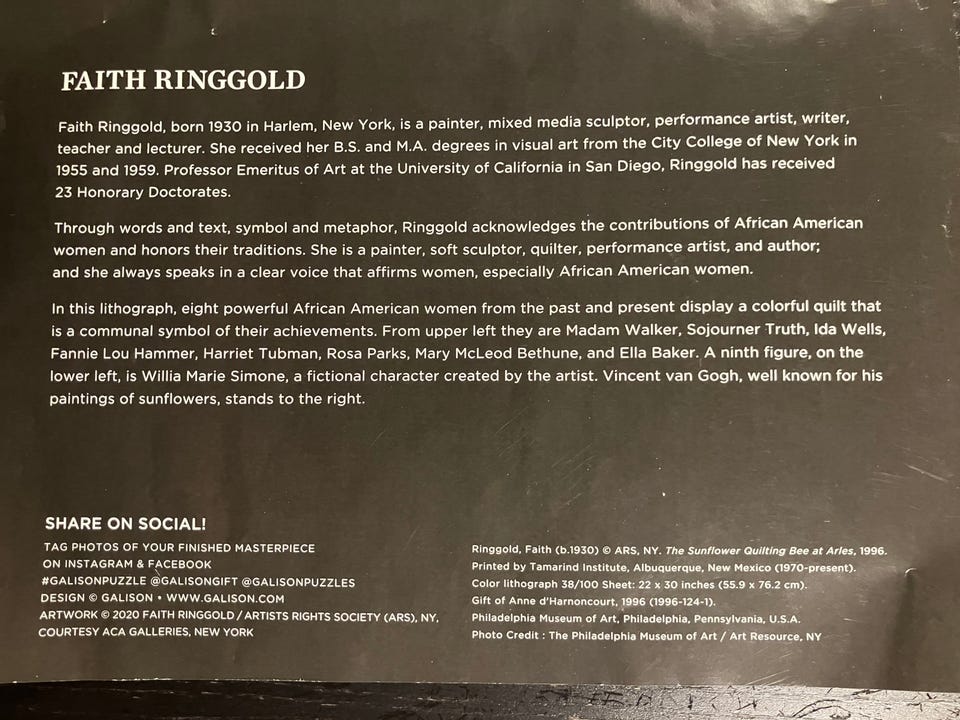 FAITH RINGGOLD
Faith Ringgold, born 1930 in Harlem, New York, is a painter, mixed media sculptor, performance artist, writer,
teacher and lecturer. She received her B.S. and M.A. degrees in visual art from the City College of New York in
1955 and 1959. Professor Emeritus of Art at the University of California in San Diego, Ringgold has received
23 Honorary Doctorates.
Through words and text, symbol and metaphor, Ringgold acknowledges the contributions of African American
women and honors their traditions. She is a painter, soft sculptor, quilter, performance artist, and author;
and she always speaks in a clear voice that affirms women, especially African American women.
In this lithograph, eight powerful African American women from the past and present display a colorful quilt that
is a communal symbol of their achievements. From upper left they are Madam Walker, Sojourner Truth, Ida Wells,
Fannie Lou Hammer, Harriet Tubman, Rosa Parks, Mary McLeod Bethune, and Ella Baker. A ninth figure, on the
lower left, is Willia Marie Simone, a fictional character created by the artist. Vincent van Gogh, well known for his
paintings of sunflowers, stands to the right.
SHARE ON SOCIAL!
TAG PHOTOS OF YOUR FINISHED MASTERPIECE
ON INSTAGRAM & FACEBOOK
#GALISONPUZZLE @GALISONGIFT @GALISONPUZZLES
DESIGN © GALISON • WWW.GALISON.COM
ARTWORK © 2020 FAITH RINGGOLD / ARTISTS RIGHTS SOCIETY (ARS), NY,
COURTESY ACA GALLERIES, NEW YORK
Ringgold, Faith (b.1930) © ARS, NY. The Sunflower Quilting Bee at Arles, 1996.
Printed by Tamarind Institute, Albuquerque, New Mexico (1970-present).
Color lithograph 38/100 Sheet: 22 x 30 inches (55.9 x 76.2 cm).
Gift of Anne d'Harnoncourt, 1996 (1996-124-1).
Philadelphia Museum of Art, Philadelphia, Pennsylvania, U.S.A.
Photo Credit : The Philadelphia Museum of Art / Art Resource, NY